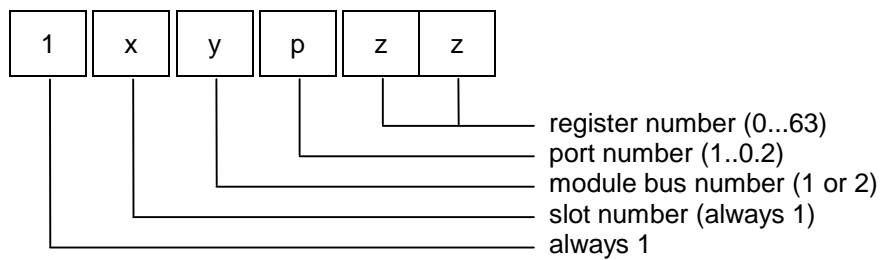 1 x y p z z
register number (0...63)
port number (1..0.2)
module bus number (1 or 2)
slot number (always 1)
always 1